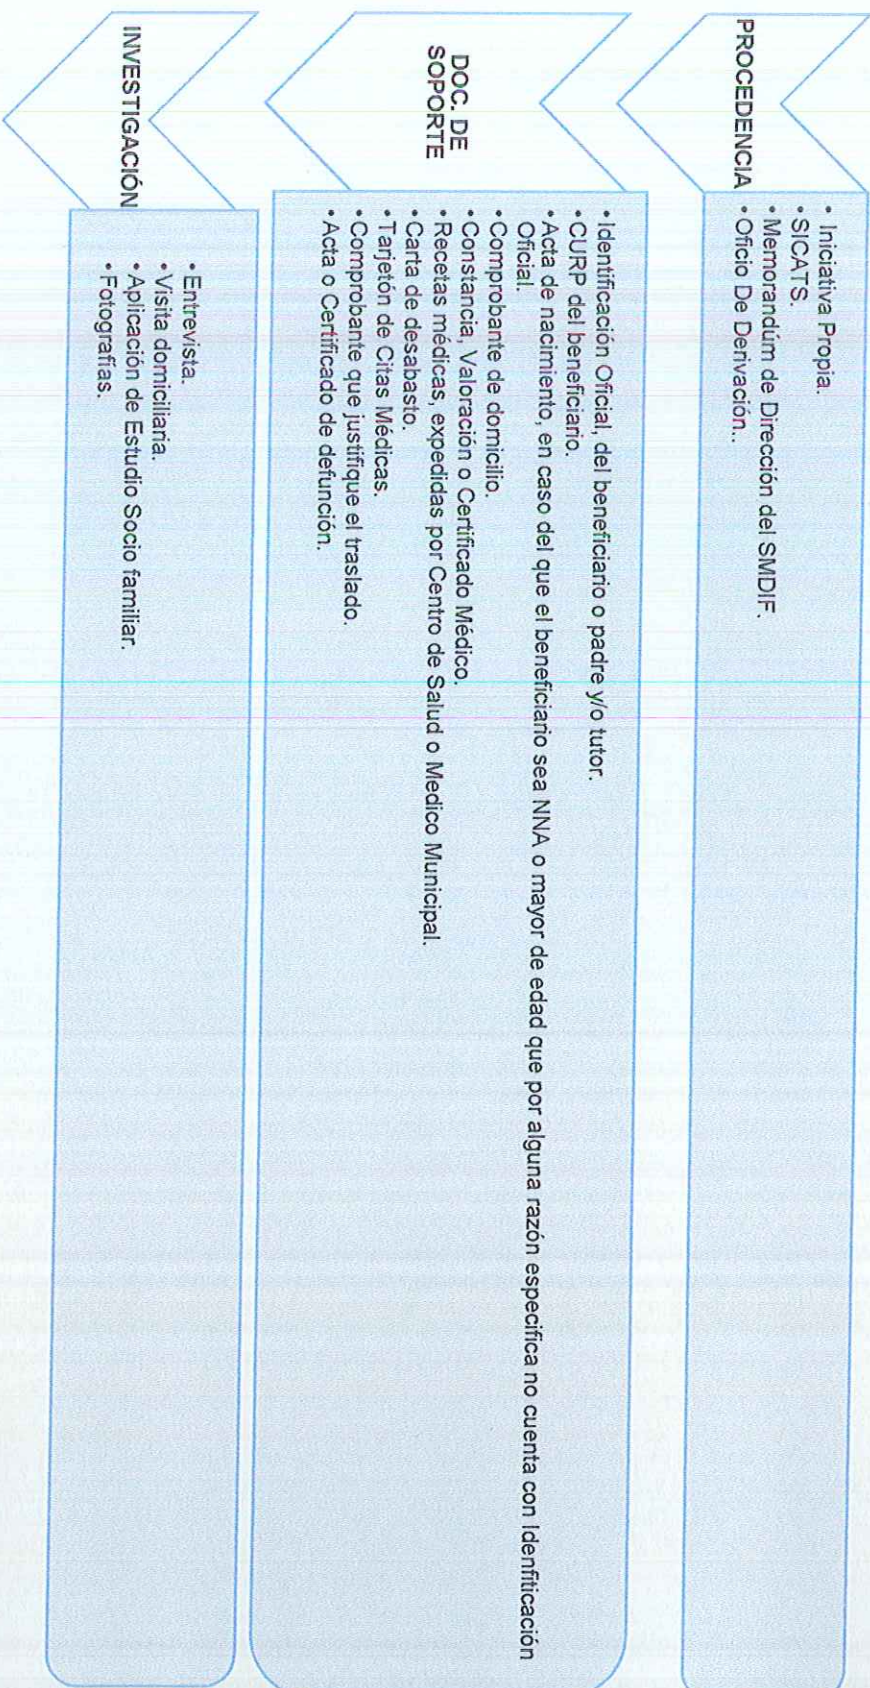 PROCEDENCIA
• Iniciativa Propia.
• SICATS.
• Memorandúm de Dirección del SMDIF.
• Oficio De Derivación...
DOC. DE
SOPORTE
• Identificación Oficial, del beneficiario o padre y/o tutor.
• CURP del beneficiario.
• Acta de nacimiento, en caso del que el beneficiario sea NNA o mayor de edad que por alguna razón especifica no cuenta con Idenfiticación
Oficial.
• Comprobante de domicilio.
• Constancia, Valoración o Certificado Médico.
• Recetas médicas, expedidas por Centro de Salud o Medico Municipal.
• Carta de desabasto.
• Tarjetón de Citas Médicas.
• Comprobante que justifique el traslado.
• Acta o Certificado de defunción.
INVESTIGACIÓN
• Entrevista.
• Visita domiciliaria.
• Aplicación de Estudio Socio familiar.
• Fotografías.